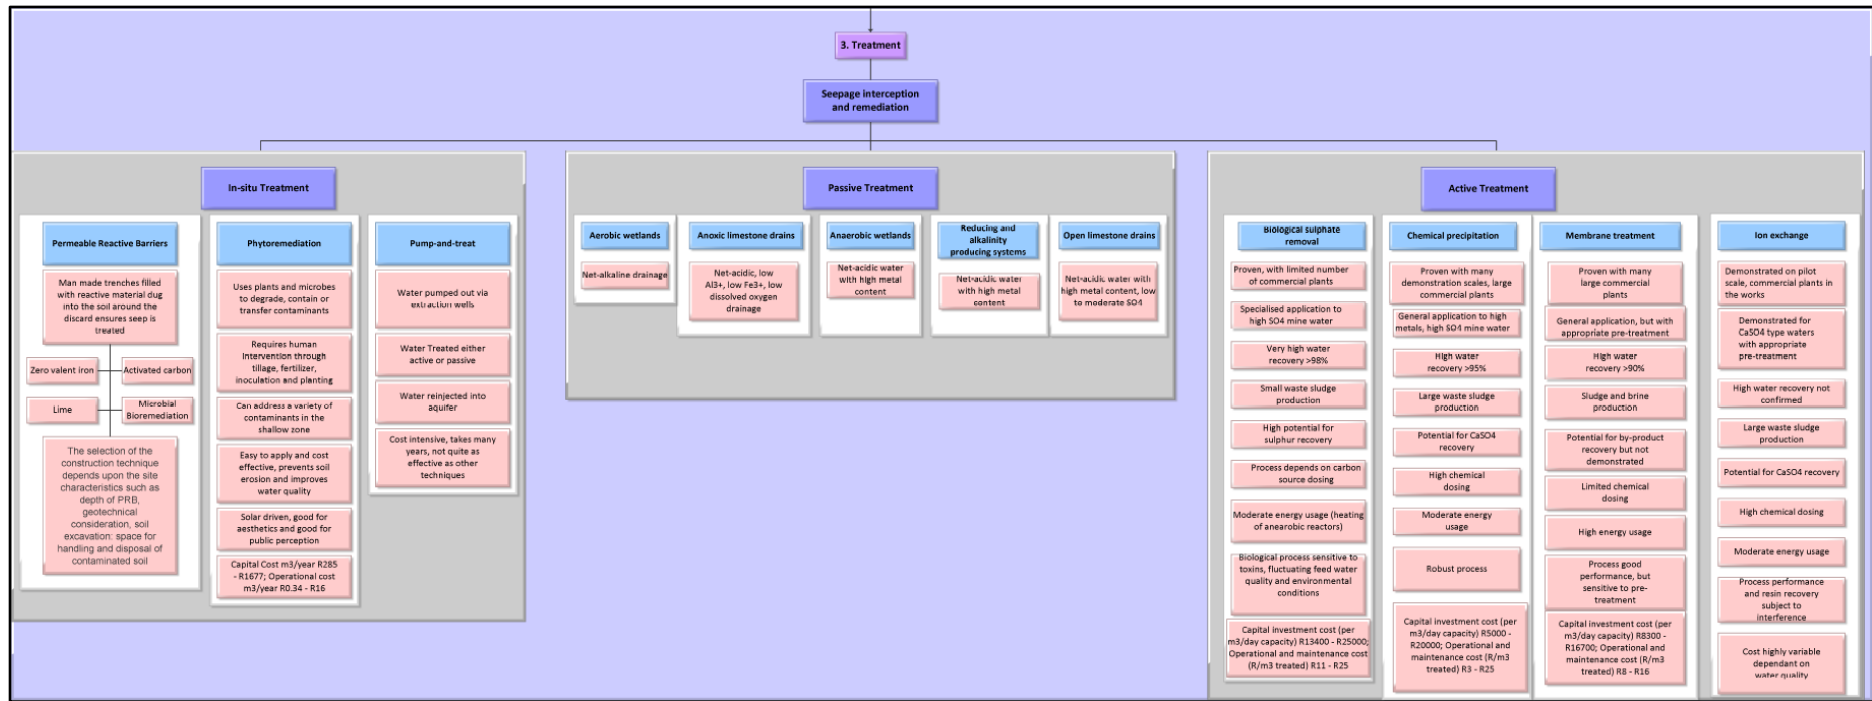 3. Treatment
Seepage interception
and remediation
In-situ Treatment
Permeable Reactive Barriers
Man made trenches filled
with reactive material dug
into the soil around the
discard ensures seep is
treated
Zero valent iron
Activated carbon
Lime
Microbial
Bioremediation
The selection of the
construction technique
depends upon the site
characteristics such as
depth of PRB,
geotechnical
consideration, soil
excavation: space for
handling and disposal of
contaminated soil
Phytoremediation
Uses plants and microbes
to degrade, contain or
transfer contaminants
Requires human
Intervention through
tillage, fertilizer,
inoculation and planting
Can address a variety of
contaminants in the
shallow zone
Easy to apply and cost
effective, prevents soil
erosion and improves
water quality
Solar driven, good for
aesthetics and good for
public perception
Capital Cost m3/year R285
- R1677; Operational cost
m3/year R0.34 - R16
Pump-and-treat
Water pumped out via
extraction wells
Water Treated either
active or passive
Water reinjected into
aquifer
Cost intensive, takes many
years, not quite as
effective as other
techniques
Passive Treatment
Aerobic wetlands
Net-alkaline drainage
Anoxic limestone drains
Net-acidic, low
Al3+, low Fe3+, low
dissolved oxygen
drainage
Anaerobic wetlands
Net-acidic water
with high metal
content
Reducing and
alkalinity
producing systems
Net-acidic water
with high metal
content
Open limestone drains
Net-acidic water with
high metal content, low
to moderate SO4
Active Treatment
Biological sulphate
removal
Proven, with limited number
of commercial plants
Specialised application to
high SO4 mine water
Very high water
recovery >98%
Small waste sludge
production
High potential for
sulphur recovery
Process depends on carbon
source dosing
Moderate energy usage (heating
of anearobic reactors)
Biological process sensitive to
toxins, fluctuating feed water
quality and environmental
conditions
Capital investment cost (per
m3/day capacity) R13400 - R25000;
Operational and maintenance cost
(R/m3 treated) R11 - R25
Chemical precipitation
Proven with many
demonstration scales, large
commercial plants
General application to high
metals, high SO4 mine water
High water
recovery >95%
Large waste sludge
production
Potential for CaSO4
recovery
High chemical
dosing
Moderate energy
usage
Robust process
Capital investment cost (per
m3/day capacity) R5000 -
R20000; Operational and
maintenance cost (R/m3
treated) R3 - R25
Membrane treatment
Proven with many
large commercial
plants
General application, but with
appropriate pre-treatment
High water
recovery >90%
Sludge and brine
production
Potential for by-product
recovery but not
demonstrated
Limited chemical
dosing
High energy usage
Process good
performance, but
sensitive to pre-
treatment
Capital investment cost (per
m3/day capacity) R8300 -
R16700; Operational and
maintenance cost (R/m3
treated) R8 - R16
Ion exchange
Demonstrated on pilot
scale, commercial plants in
the works
Demonstrated for
CaSO4 type waters
with appropriate
pre-treatment
High water recovery not
confirmed
Large waste sludge
production
Potential for CaSO4 recovery
High chemical dosing
Moderate energy usage
Process performance
and resin recovery
subject to
interference
Cost highly variable
dependant on
water quality